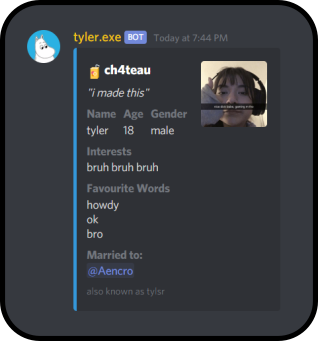 tyler.exe BOT Today at 7:44 PM
ch4teau
"i made this"
Name Age Gender
tyler 18 male
Interests
bruh bruh bruh
Favourite Words
howdy
ok
bro
Married to:
@Aencro
also known as tylsr